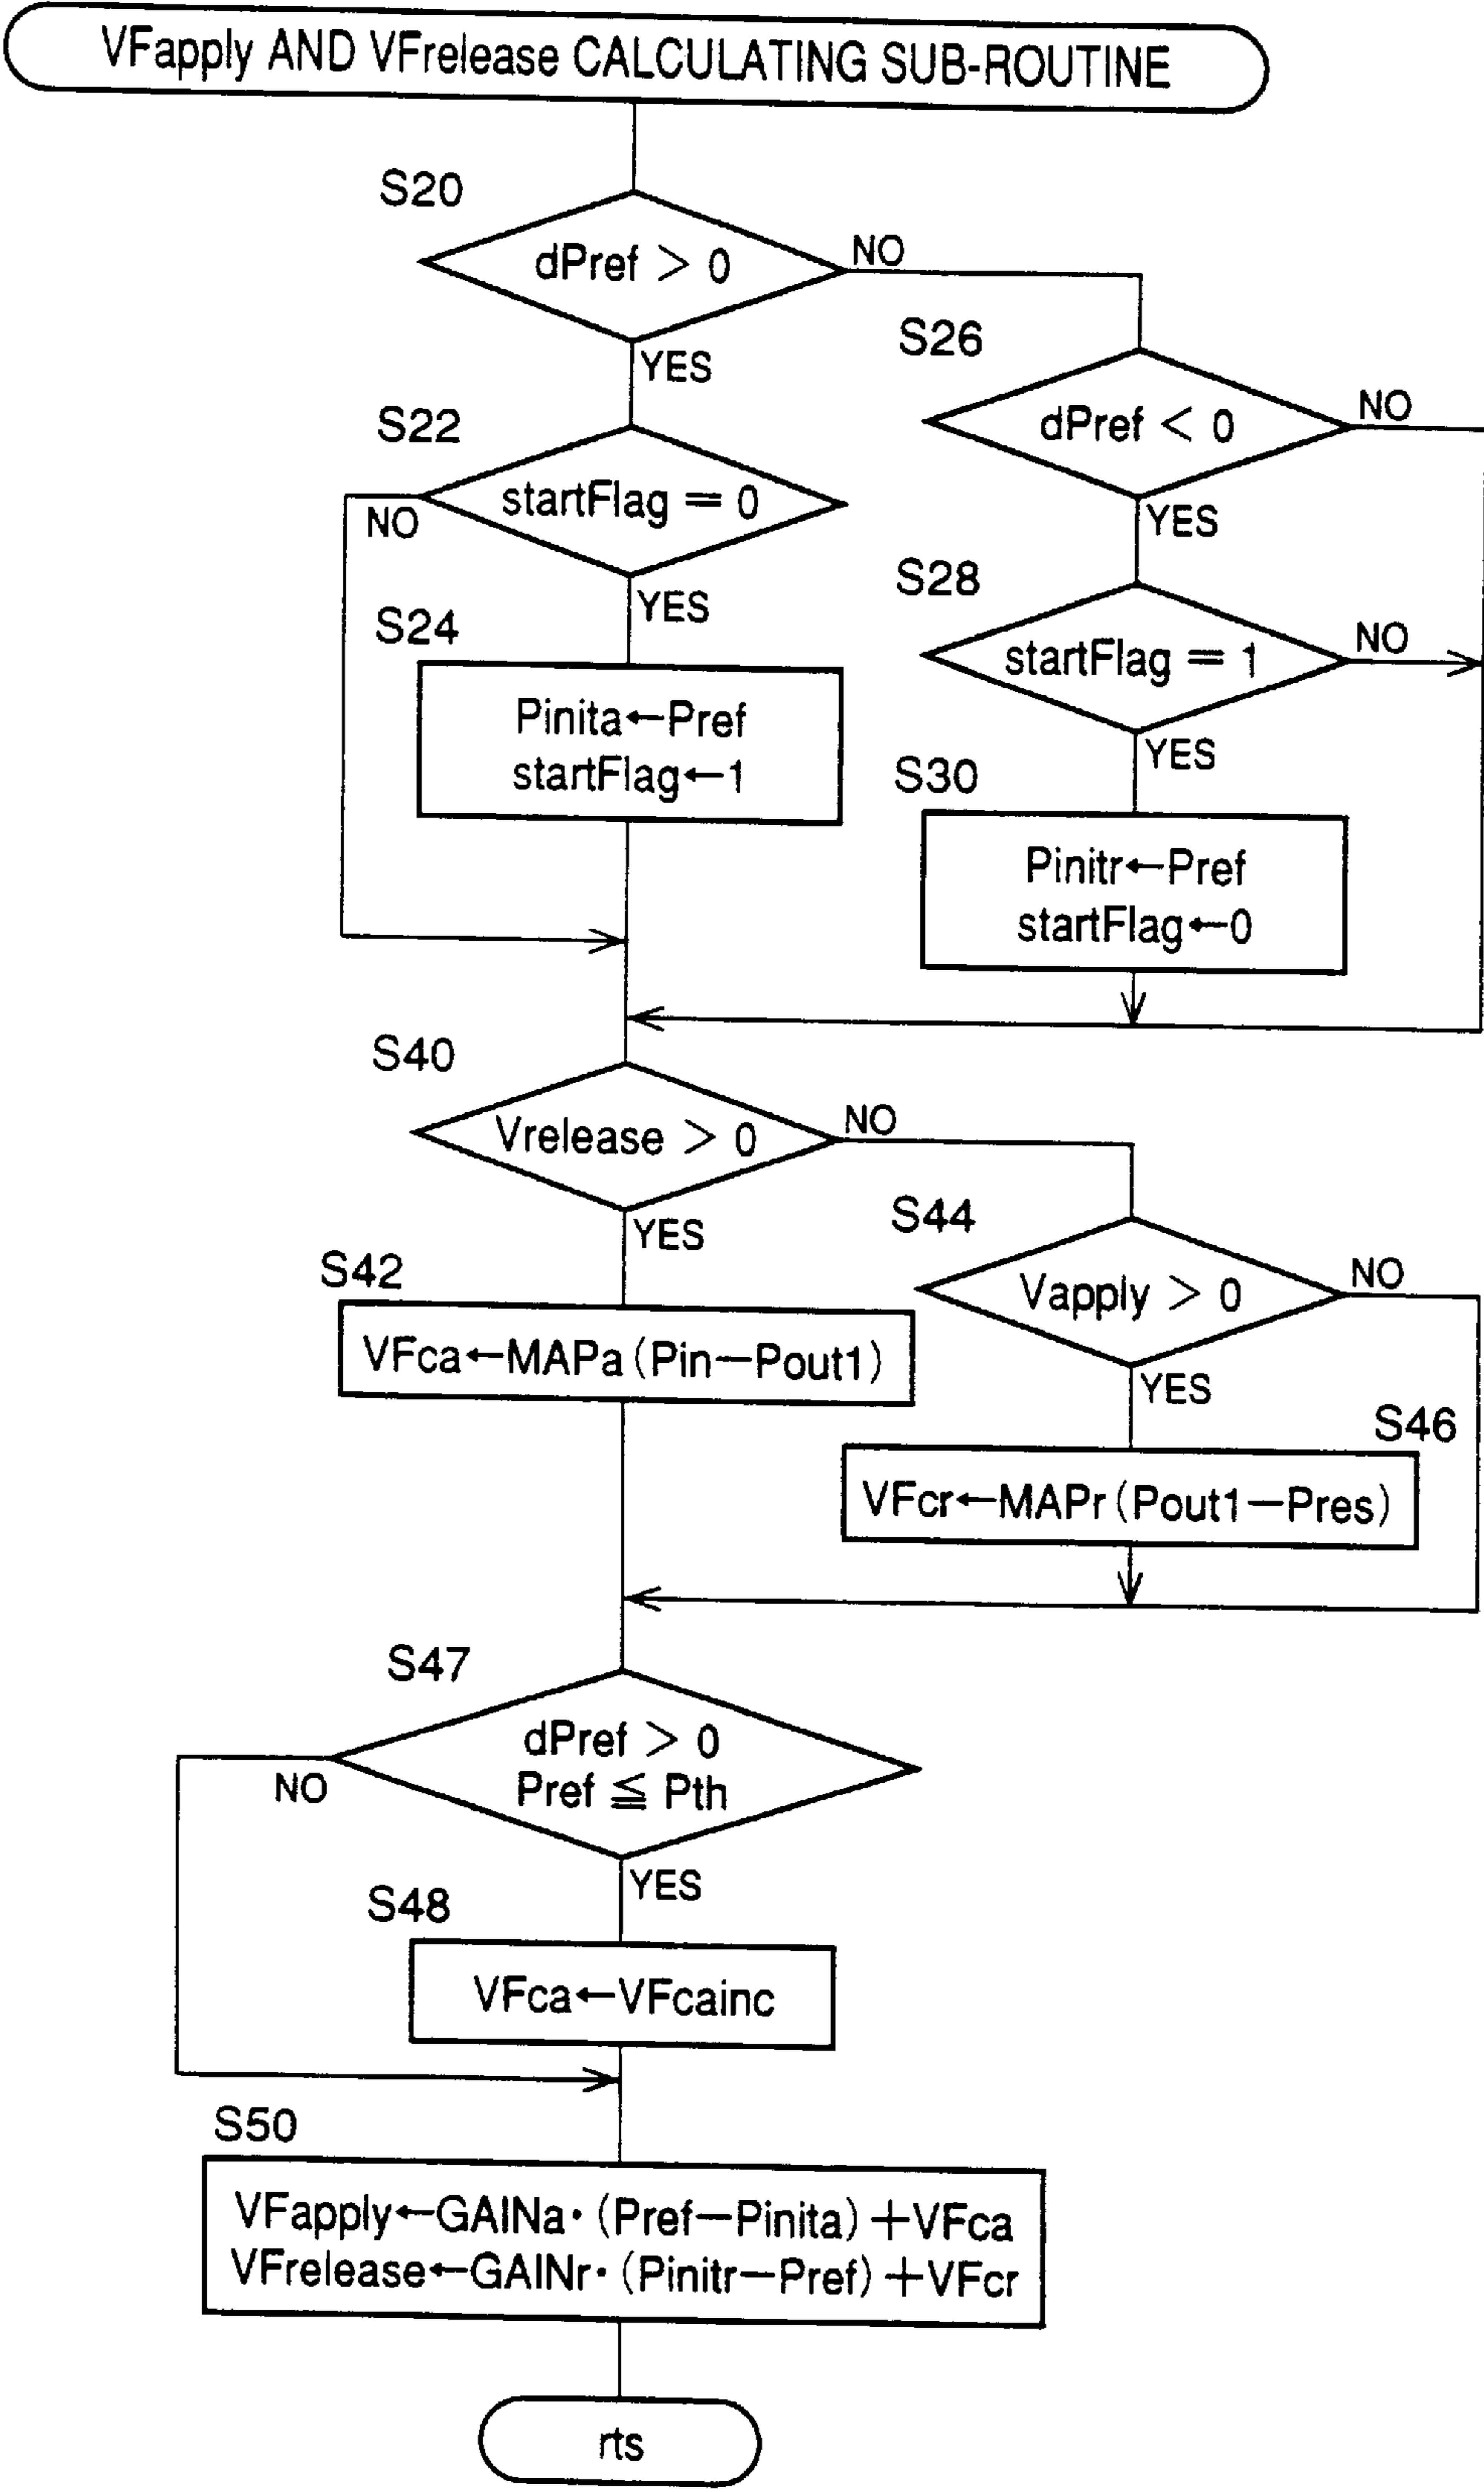 VFapply AND VFrelease CALCULATING SUB-ROUTINE
S20
dPref > 0
NO
YES
S26
dPref < 0
NO
YES
S22
startFlag = 0
NO
YES
S28
startFlag = 1
NO
YES
S24
Pinita←Pref
startFlag←1
S30
Pinitr←Pref
startFlag←0
S40
Vrelease > 0
NO
YES
S44
Vapply > 0
NO
YES
S42
VFca←MAPa(Pin−Pout1)
S46
VFcr←MAPr(Pout1−Pres)
S47
dPref > 0
Pref ≦ Pth
NO
YES
S48
VFca←VFcainc
S50
VFapply←GAINa·(Pref−Pinita)+VFca
VFrelease←GAINr·(Pinitr−Pref)+VFcr
rts